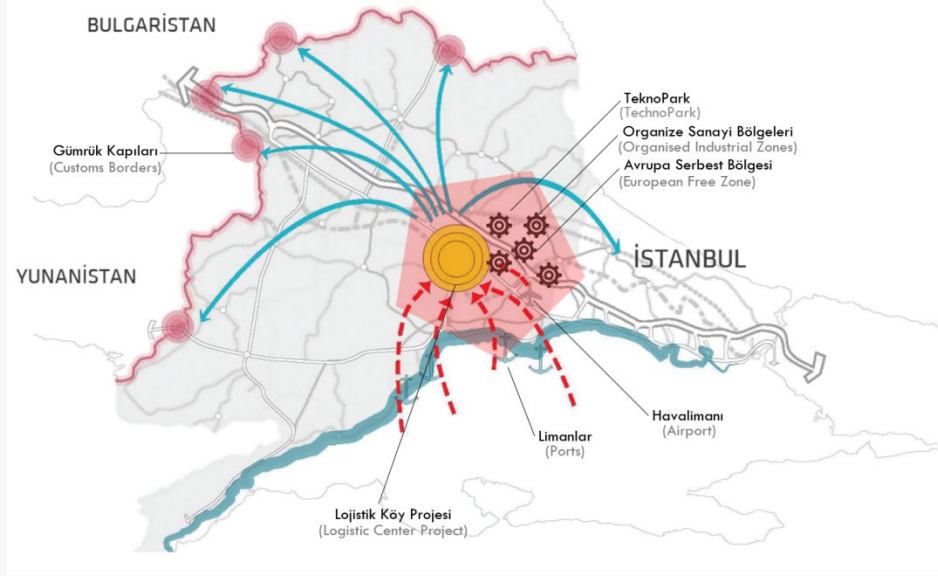 BULGARİSTAN
TeknoPark
(TechnoPark)
Organize Sanayi Bölgeleri
(Organised Industrial Zones)
Avrupa Serbest Bölgesi
(European Free Zone)
Gümrük Kapıları
(Customs Borders)
İSTANBUL
YUNANİSTAN
Havalimanı
(Airport)
Limanlar
(Ports)
Lojistik Köy Projesi
(Logistic Center Project)